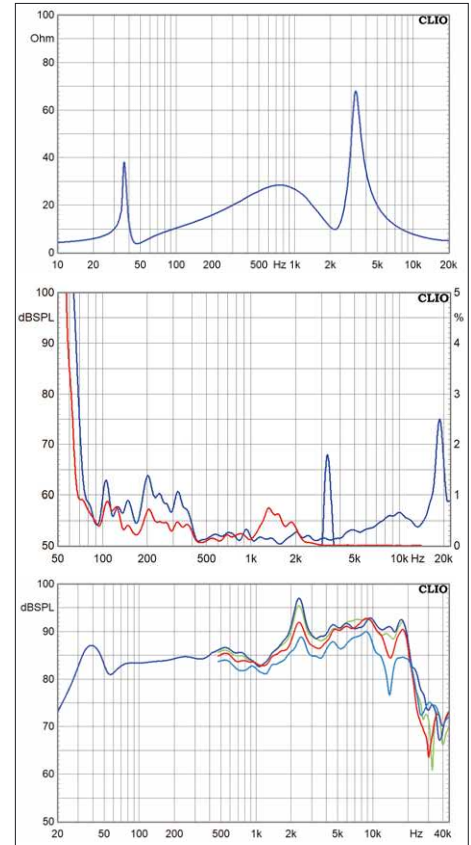 CLIO
100
Ohm
80
60
40
20
0
10 20 50 100 200 500 Hz 1k 2k 5k 10k 20k
CLIO
100 5
dBSPL %
90 4
80 3
70 2
60 1
50 0
50 100 200 500 1k 2k 5k 10k Hz 20k
CLIO
100
dBSPL
90
80
70
60
50
20 50 100 200 500 1k 2k 5k 10k Hz 40k